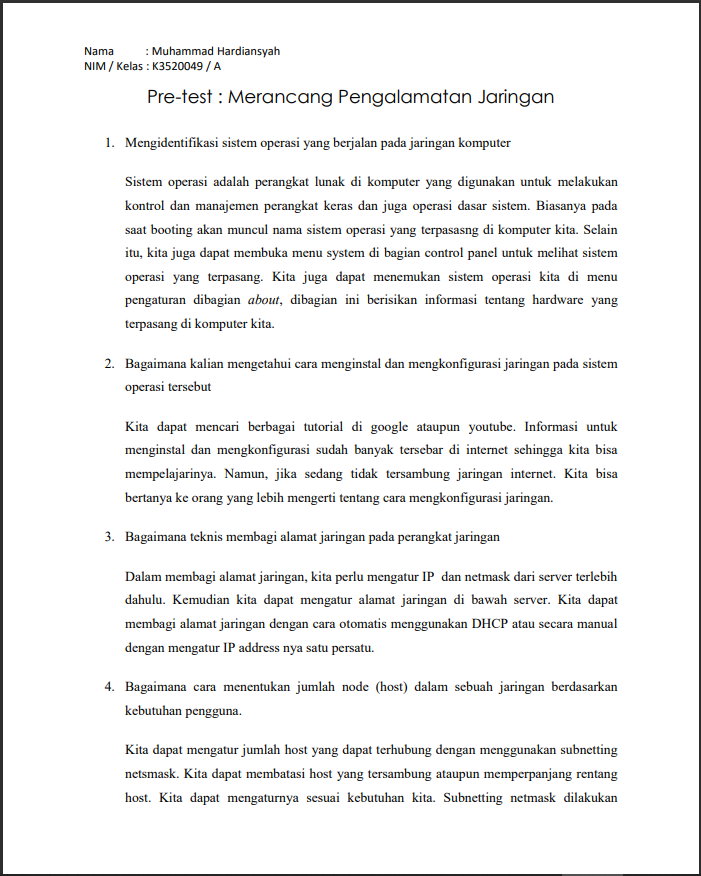 Nama : Muhammad Hardiansyah
NIM / Kelas : K3520049 / A
Pre-test : Merancang Pengalamatan Jaringan
1. Mengidentifikasi sistem operasi yang berjalan pada jaringan komputer
Sistem operasi adalah perangkat lunak di komputer yang digunakan untuk melakukan
kontrol dan manajemen perangkat keras dan juga operasi dasar sistem. Biasanya pada
saat booting akan muncul nama sistem operasi yang terpasasng di komputer kita. Selain
itu, kita juga dapat membuka menu system di bagian control panel untuk melihat sistem
operasi yang terpasang. Kita juga dapat menemukan sistem operasi kita di menu
pengaturan dibagian about, dibagian ini berisikan informasi tentang hardware yang
terpasang di komputer kita.
2. Bagaimana kalian mengetahui cara menginstal dan mengkonfigurasi jaringan pada sistem
operasi tersebut
Kita dapat mencari berbagai tutorial di google ataupun youtube. Informasi untuk
menginstal dan mengkonfigurasi sudah banyak tersebar di internet sehingga kita bisa
mempelajarinya. Namun, jika sedang tidak tersambung jaringan internet. Kita bisa
bertanya ke orang yang lebih mengerti tentang cara mengkonfigurasi jaringan.
3. Bagaimana teknis membagi alamat jaringan pada perangkat jaringan
Dalam membagi alamat jaringan, kita perlu mengatur IP dan netmask dari server terlebih
dahulu. Kemudian kita dapat mengatur alamat jaringan di bawah server. Kita dapat
membagi alamat jaringan dengan cara otomatis menggunakan DHCP atau secara manual
dengan mengatur IP address nya satu persatu.
4. Bagaimana cara menentukan jumlah node (host) dalam sebuah jaringan berdasarkan
kebutuhan pengguna.
Kita dapat mengatur jumlah host yang dapat terhubung dengan menggunakan subnetting
netsmask. Kita dapat membatasi host yang tersambung ataupun memperpanjang rentang
host. Kita dapat mengaturnya sesuai kebutuhan kita. Subnetting netmask dilakukan